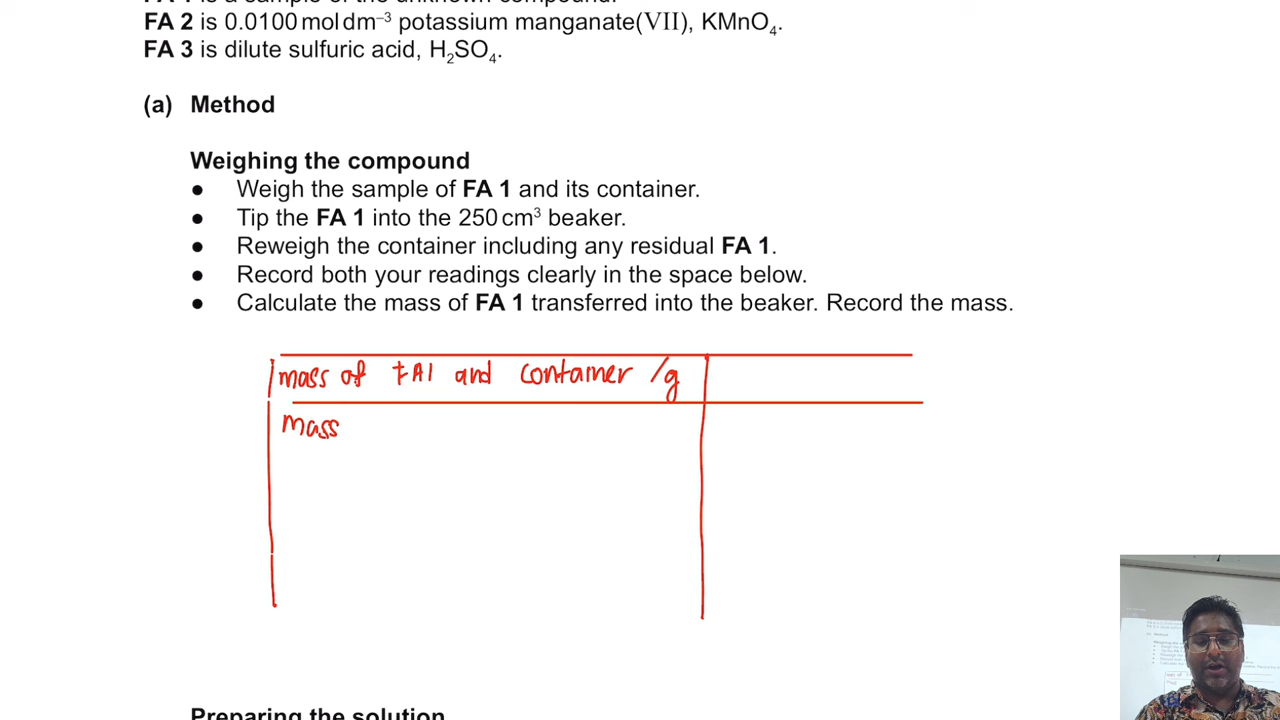 FA 2 is 0.0100 mol dm⁻³ potassium manganate(VII), KMnO₄.
FA 3 is dilute sulfuric acid, H₂SO₄.
(a) Method
Weighing the compound
● Weigh the sample of FA 1 and its container.
● Tip the FA 1 into the 250 cm³ beaker.
● Reweigh the container including any residual FA 1.
● Record both your readings clearly in the space below.
● Calculate the mass of FA 1 transferred into the beaker. Record the mass.
mass of FA1 and container /g
mass
Preparing the solution